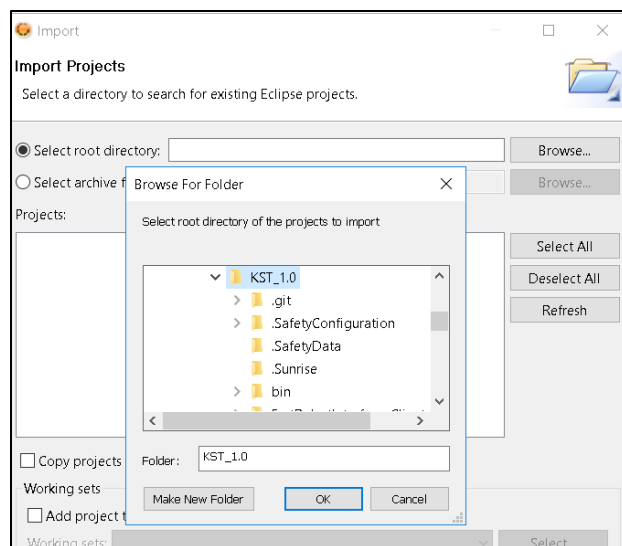 Import
Import Projects
Select a directory to search for existing Eclipse projects.
Select root directory:
Browse...
Select archive f
Browse...
Browse For Folder
Select root directory of the projects to import
Projects:
Select All
Deselect All
Refresh
KST_1.0
.git
.SafetyConfiguration
.SafetyData
.Sunrise
bin
Folder:
KST_1.0
Make New Folder
OK
Cancel
Copy projects
Working sets
Add project t
Working sets:
Select